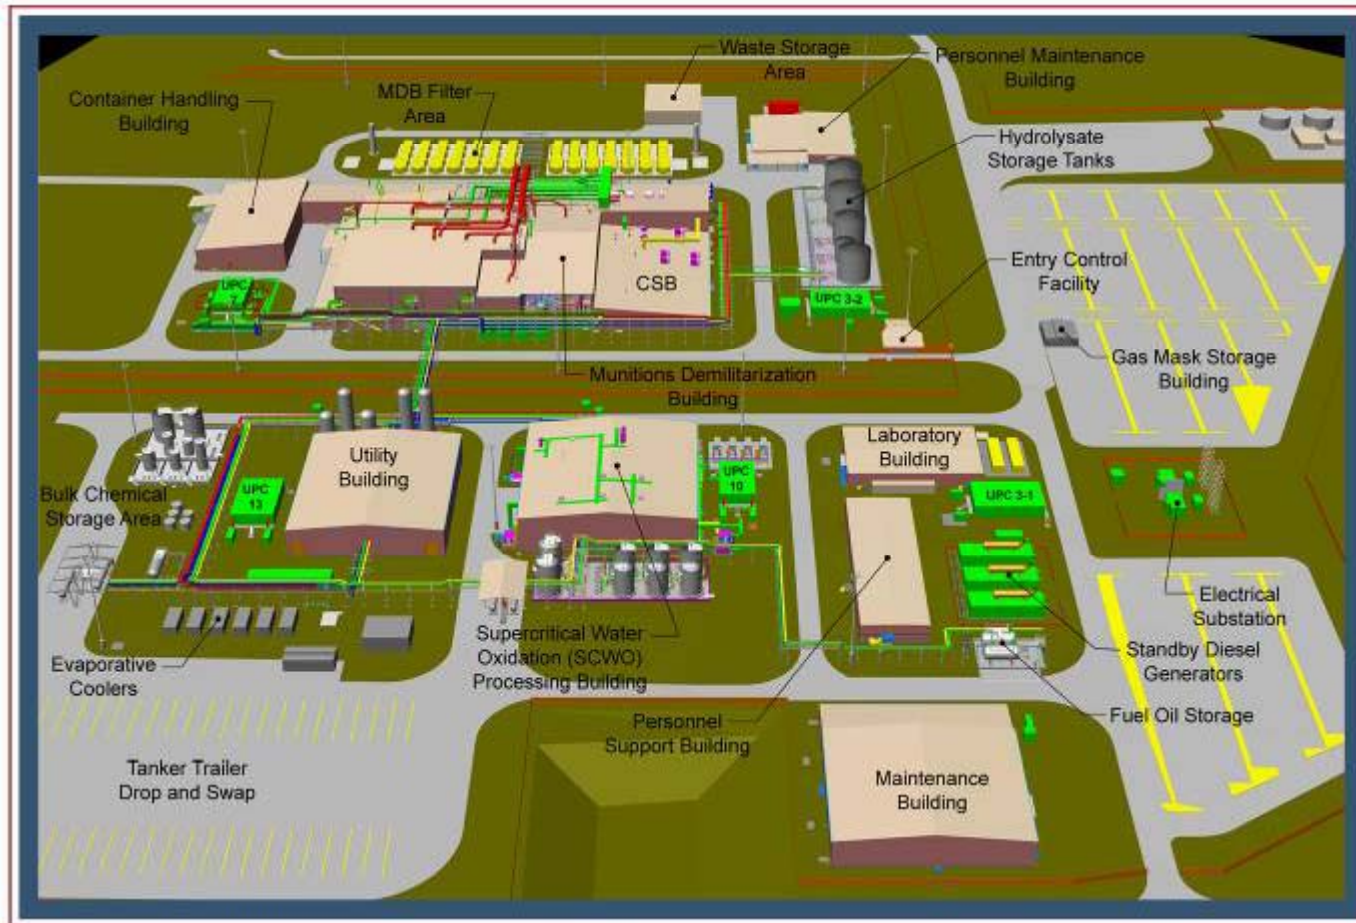 Waste Storage
Area
Personnel Maintenance
Building
Container Handling
Building
MDB Filter
Area
Hydrolysate
Storage Tanks
Entry Control
Facility
UPC
7
CSB
UPC 3-2
Gas Mask Storage
Building
Munitions Demilitarization
Building
Utility
Building
Laboratory
Building
Bulk Chemical
Storage Area
UPC
13
UPC
10
UPC 3-1
Electrical
Substation
Evaporative
Coolers
Supercritical Water
Oxidation (SCWO)
Processing Building
Standby Diesel
Generators
Personnel
Support Building
Fuel Oil Storage
Tanker Trailer
Drop and Swap
Maintenance
Building